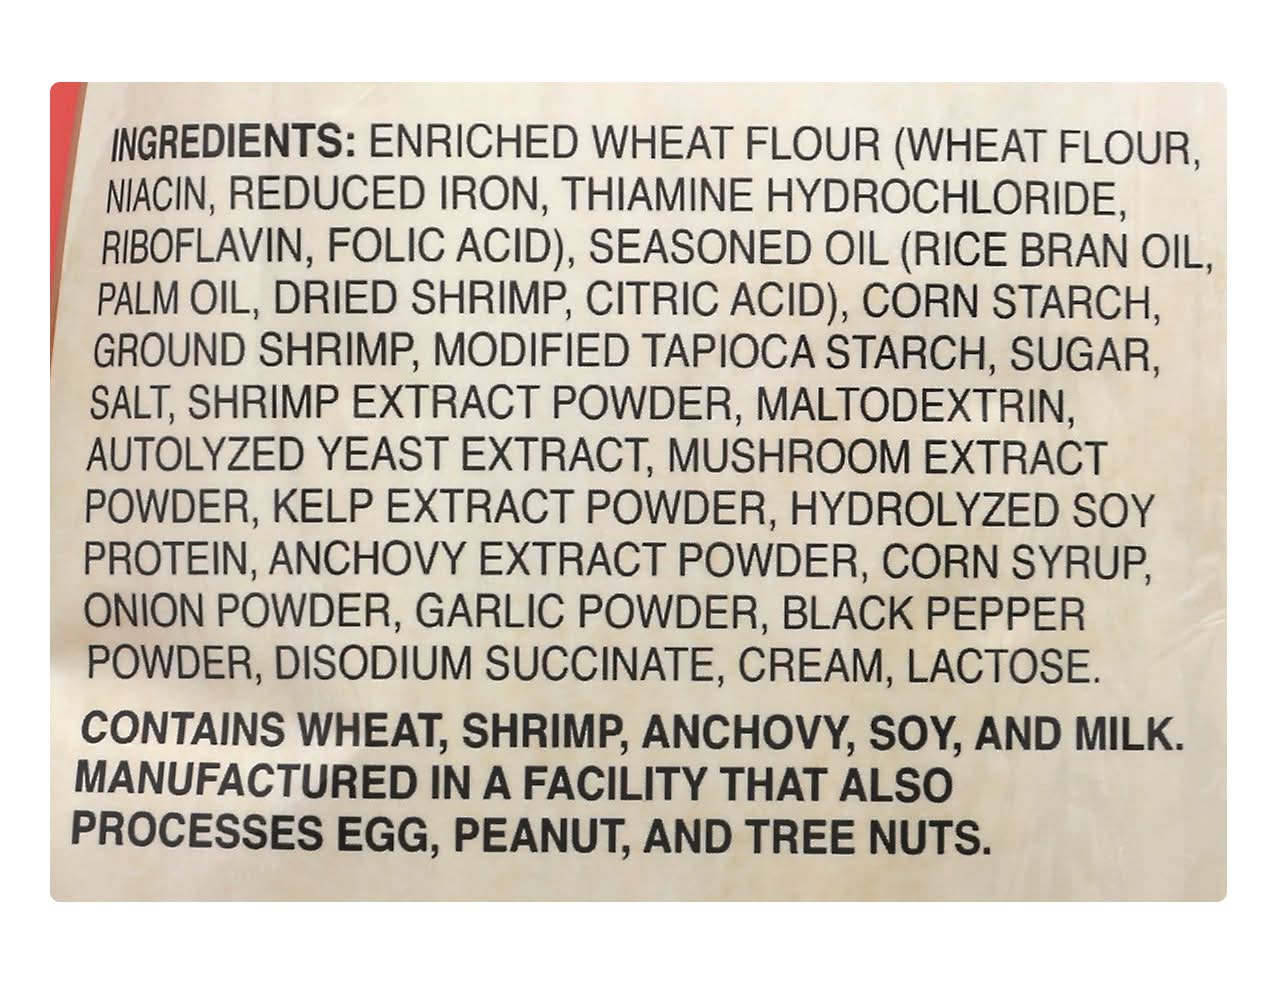 INGREDIENTS: ENRICHED WHEAT FLOUR (WHEAT FLOUR,
NIACIN, REDUCED IRON, THIAMINE HYDROCHLORIDE,
RIBOFLAVIN, FOLIC ACID), SEASONED OIL (RICE BRAN OIL,
PALM OIL, DRIED SHRIMP, CITRIC ACID), CORN STARCH,
GROUND SHRIMP, MODIFIED TAPIOCA STARCH, SUGAR,
SALT, SHRIMP EXTRACT POWDER, MALTODEXTRIN,
AUTOLYZED YEAST EXTRACT, MUSHROOM EXTRACT
POWDER, KELP EXTRACT POWDER, HYDROLYZED SOY
PROTEIN, ANCHOVY EXTRACT POWDER, CORN SYRUP,
ONION POWDER, GARLIC POWDER, BLACK PEPPER
POWDER, DISODIUM SUCCINATE, CREAM, LACTOSE.
CONTAINS WHEAT, SHRIMP, ANCHOVY, SOY, AND MILK.
MANUFACTURED IN A FACILITY THAT ALSO
PROCESSES EGG, PEANUT, AND TREE NUTS.